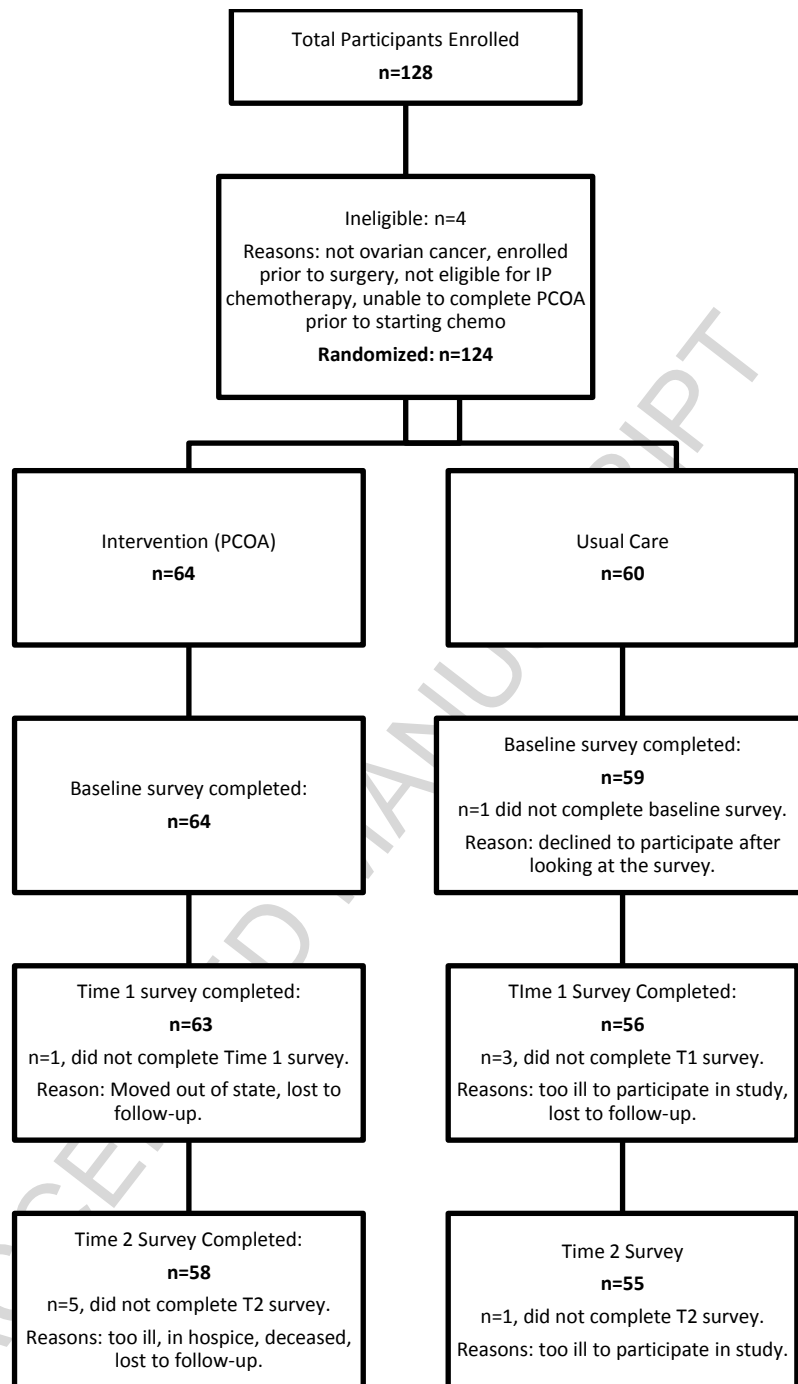 Total Participants Enrolled
n=128
Ineligible: n=4
Reasons: not ovarian cancer, enrolled
prior to surgery, not eligible for IP
chemotherapy, unable to complete PCOA
prior to starting chemo
Randomized: n=124
Intervention (PCOA)
n=64
Usual Care
n=60
Baseline survey completed:
n=64
Baseline survey completed:
n=59
n=1 did not complete baseline survey.
Reason: declined to participate after
looking at the survey.
Time 1 survey completed:
n=63
n=1, did not complete Time 1 survey.
Reason: Moved out of state, lost to
follow-up.
TIme 1 Survey Completed:
n=56
n=3, did not complete T1 survey.
Reasons: too ill to participate in study,
lost to follow-up.
Time 2 Survey Completed:
n=58
n=5, did not complete T2 survey.
Reasons: too ill, in hospice, deceased,
lost to follow-up.
Time 2 Survey
n=55
n=1, did not complete T2 survey.
Reasons: too ill to participate in study.